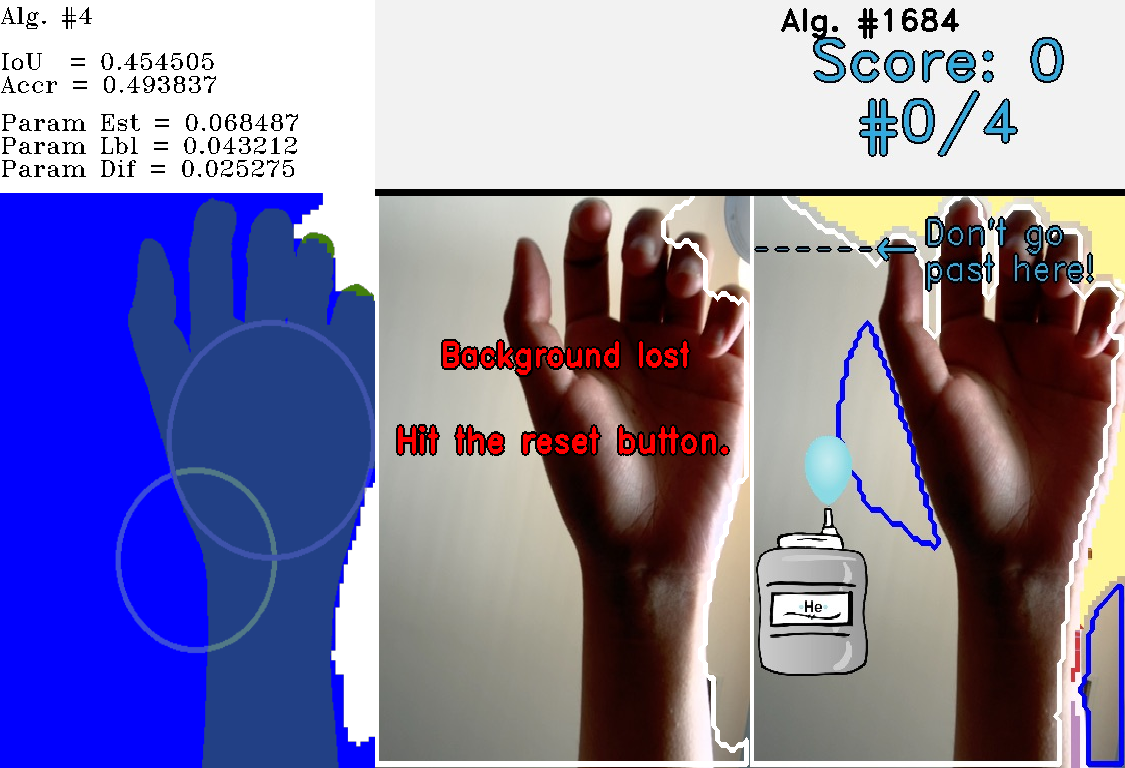 Alg. #4
IoU = 0.454505
Accr = 0.493837
Param Est = 0.068487
Param Lbl = 0.043212
Param Dif = 0.025275
Background lost
Hit the reset button.
Alg. #1684
Score: 0
#0/4
Don't go
past here!
He